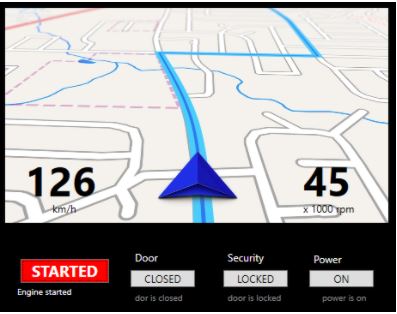 126
km/h
45
x 1000 rpm
STARTED
Engine started
Door
CLOSED
dor is closed
Security
LOCKED
door is locked
Power
ON
power is on